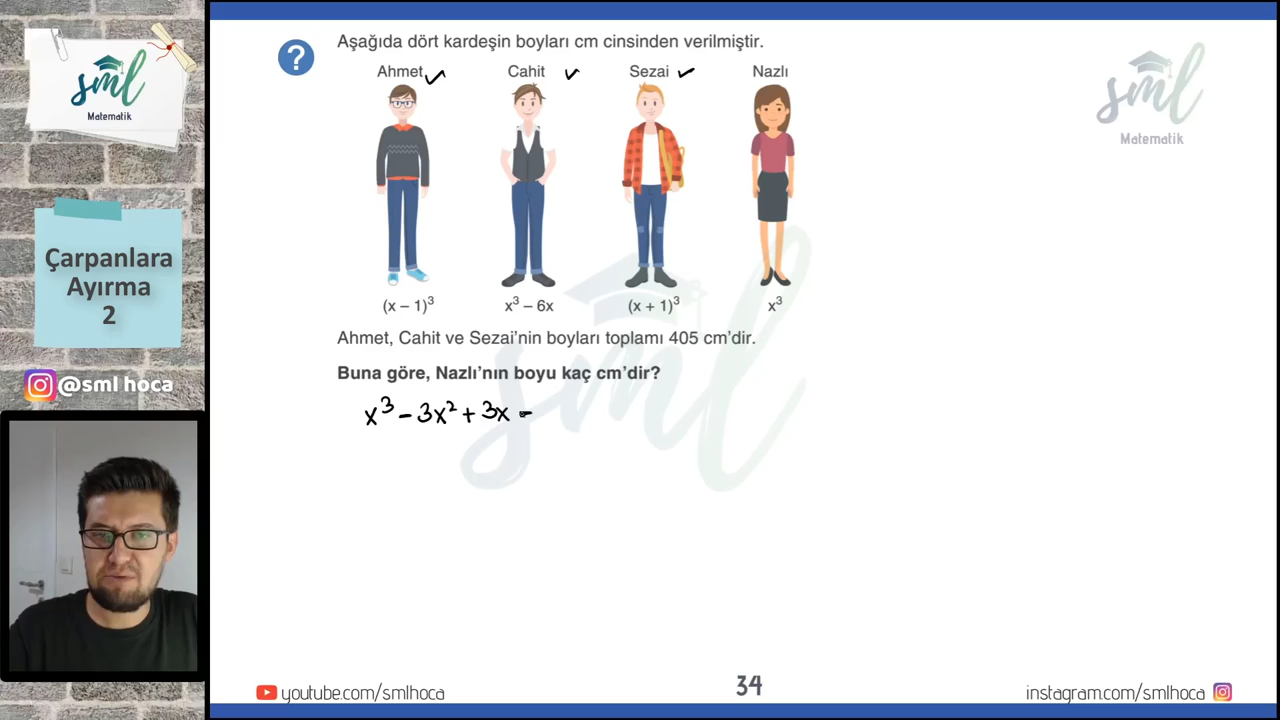 sml
Matematik
Çarpanlara
Ayırma
2
@sml hoca
?
Aşağıda dört kardeşin boyları cm cinsinden verilmiştir.
Ahmet ✓ Cahit ✓ Sezai ✓ Nazlı
(x – 1)³ x³ – 6x (x + 1)³ x³
Ahmet, Cahit ve Sezai'nin boyları toplamı 405 cm'dir.
Buna göre, Nazlı'nın boyu kaç cm'dir?
x³ - 3x² + 3x -
sml
Matematik
sml
youtube.com/smlhoca
34
instagram.com/smlhoca